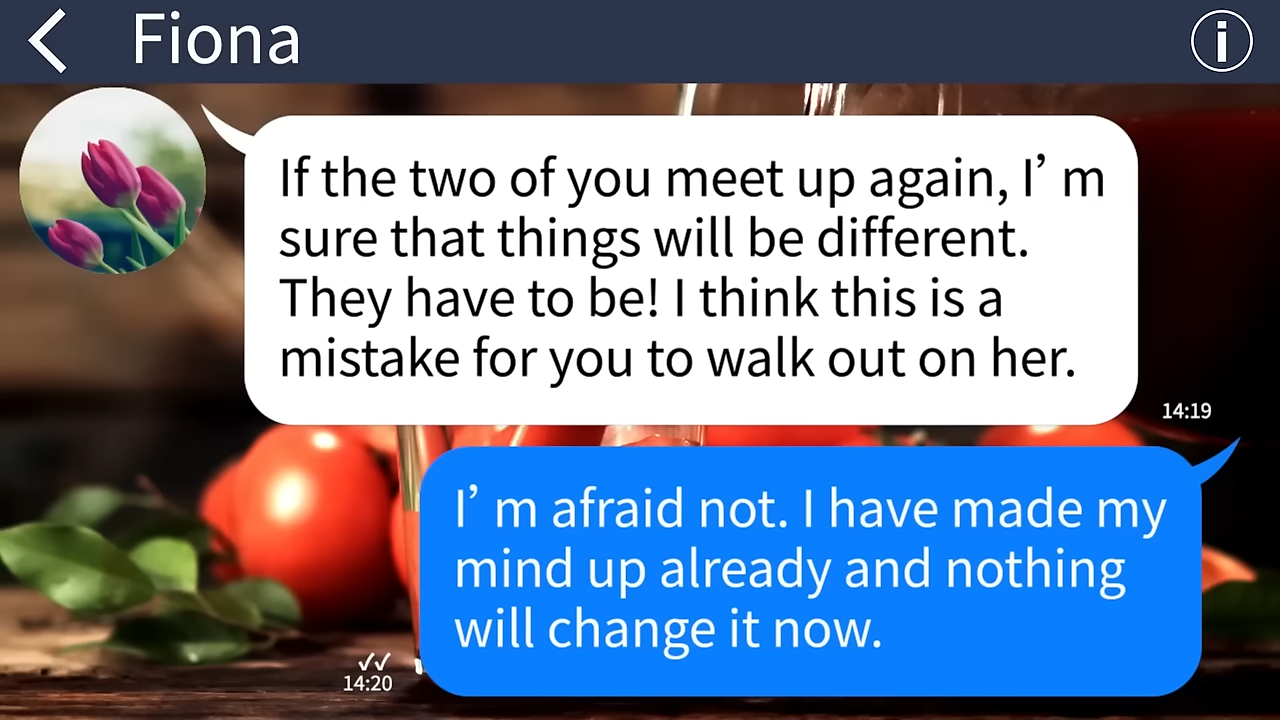 Fiona
If the two of you meet up again, I’m
sure that things will be different.
They have to be! I think this is a
mistake for you to walk out on her.
14:19
I’m afraid not. I have made my
mind up already and nothing
will change it now.
14:20